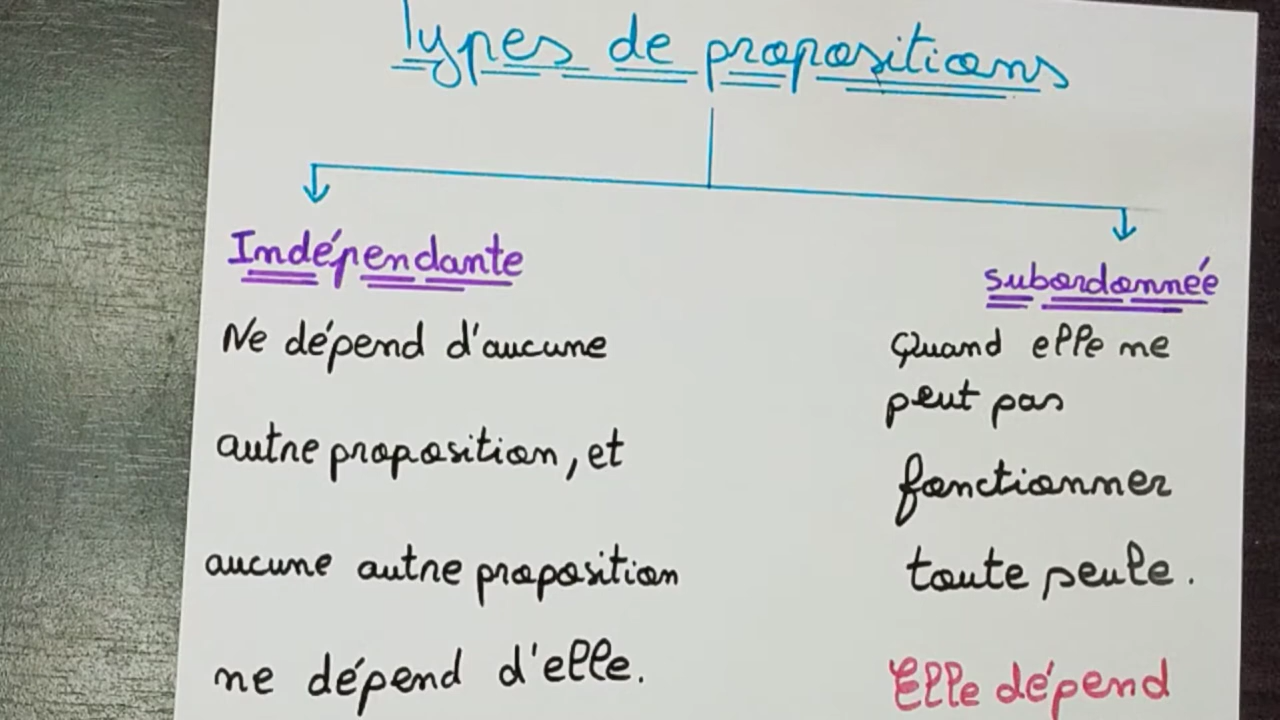 Types de propositions
Indépendante
Ne dépend d'aucune
autre proposition, et
aucune autre proposition
ne dépend d'elle.
subordonnée
Quand elle ne
peut pas
fonctionner
toute seule.
Elle dépend